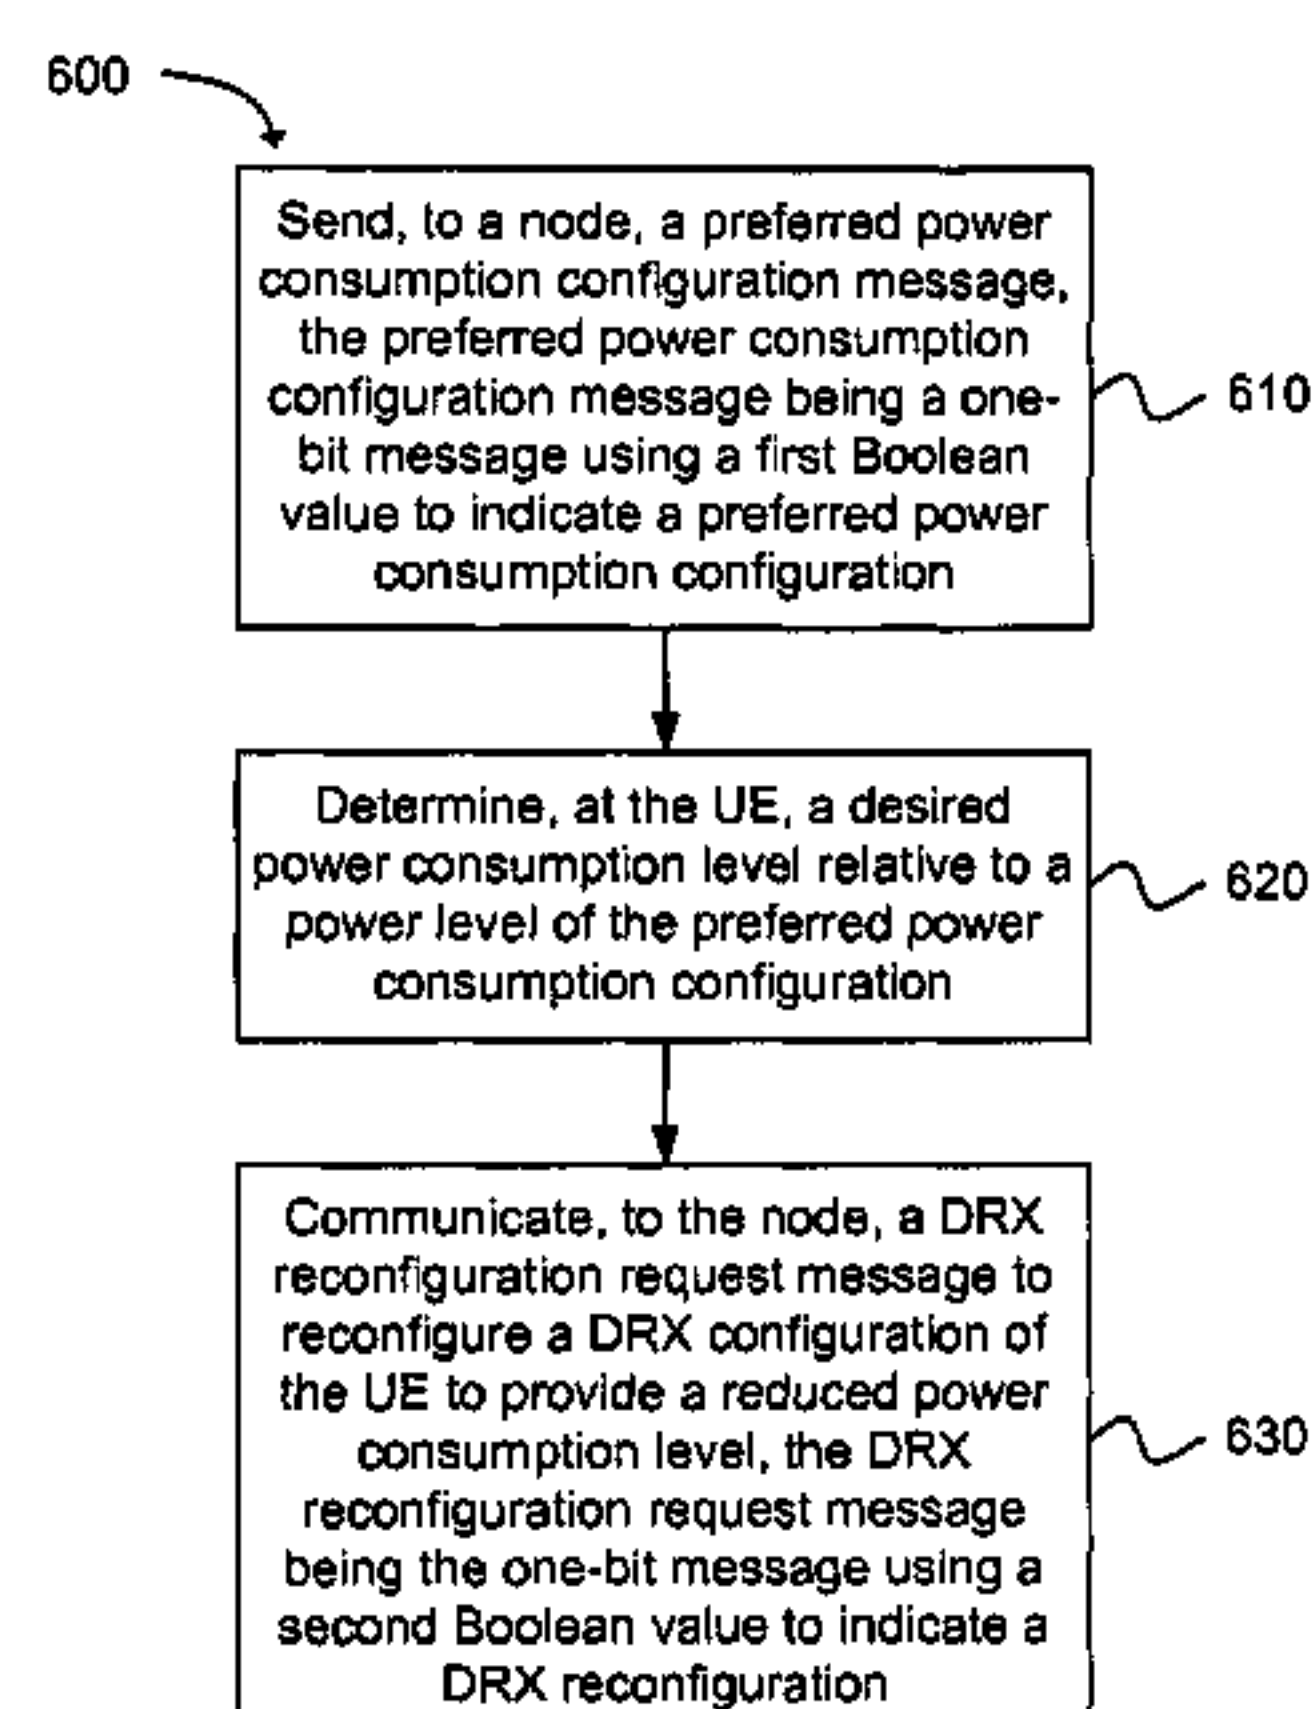 600
Send, to a node, a preferred power
consumption configuration message,
the preferred power consumption
configuration message being a one-
bit message using a first Boolean
value to indicate a preferred power
consumption configuration
610
Determine, at the UE, a desired
power consumption level relative to a
power level of the preferred power
consumption configuration
620
Communicate, to the node, a DRX
reconfiguration request message to
reconfigure a DRX configuration of
the UE to provide a reduced power
consumption level, the DRX
reconfiguration request message
being the one-bit message using a
second Boolean value to indicate a
DRX reconfiguration
630